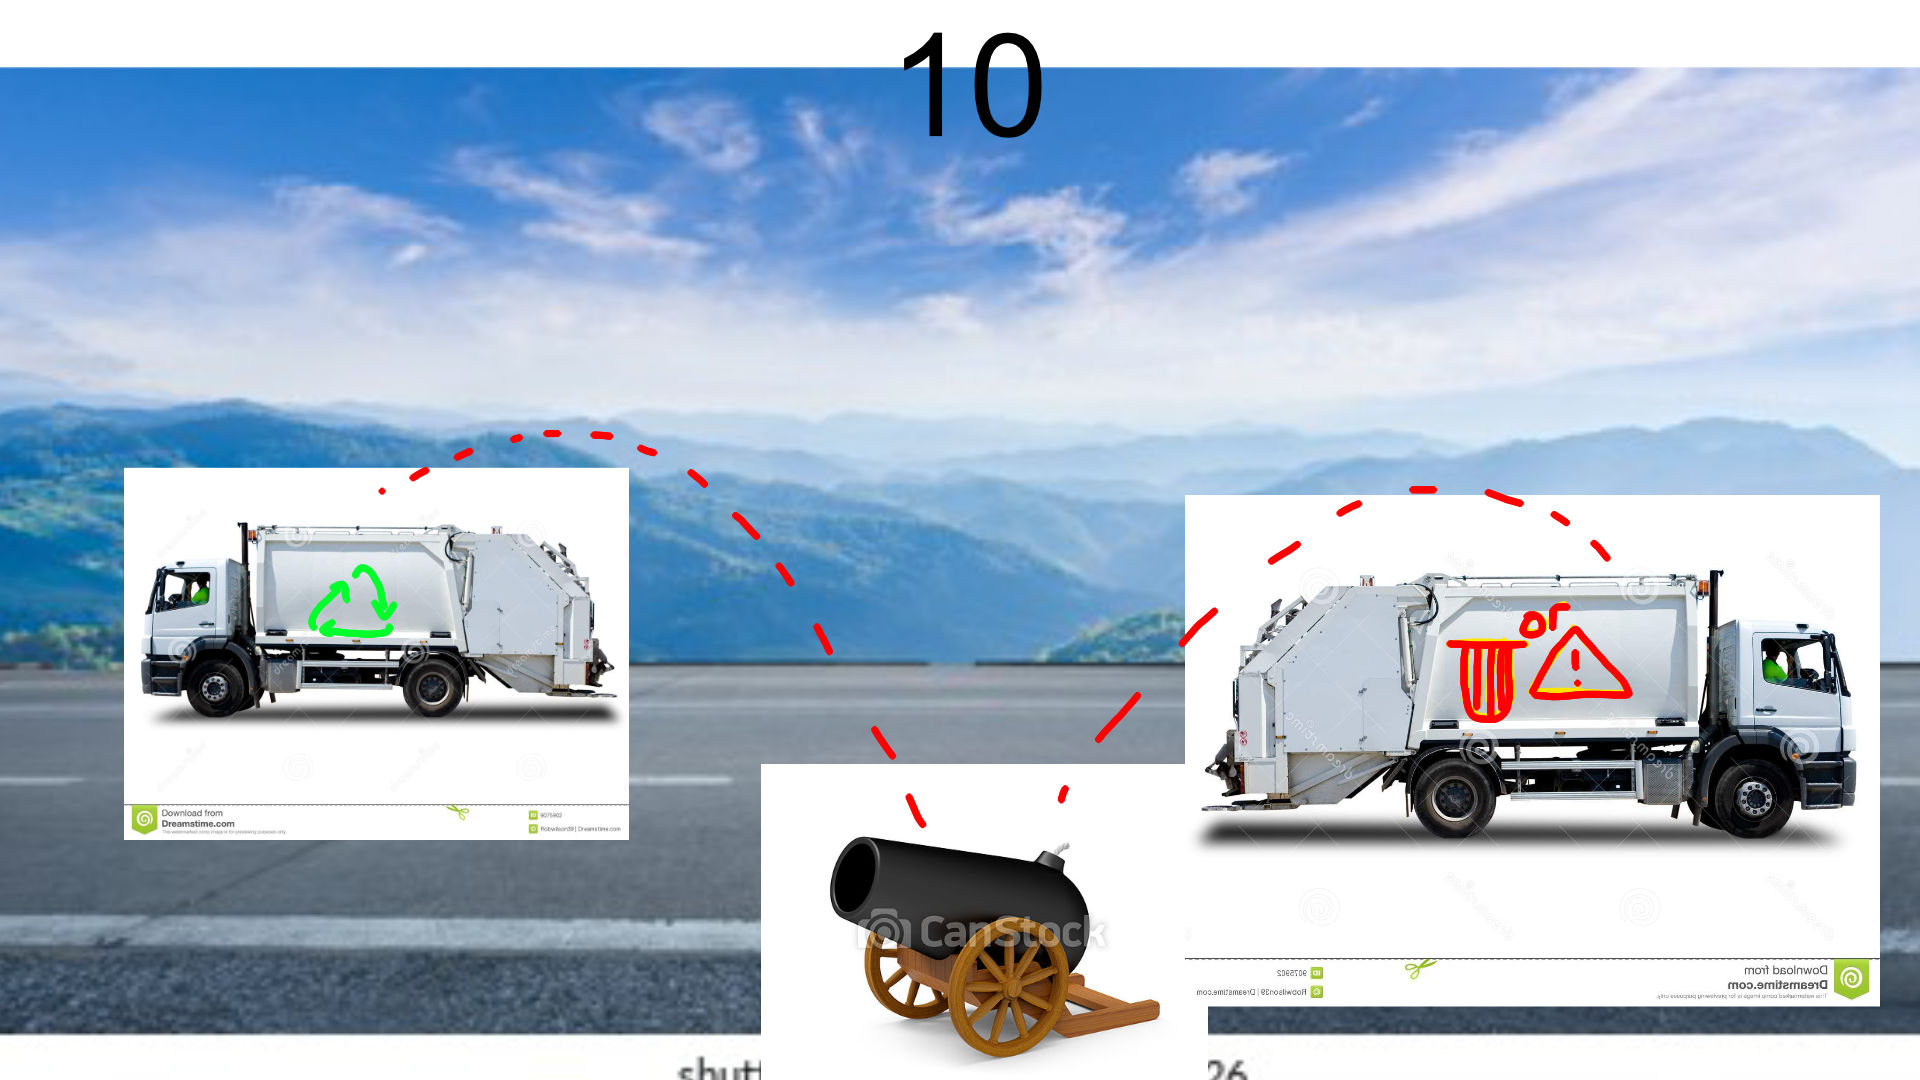 10
or
!
Download from
Dreamstime.com
This watermarked comp image is for previewing purposes only.
9075902
Robwilson39 | Dreamstime.com
CanStock
9075902
Robwilson39 | Dreamstime.com
Download from
Dreamstime.com
This watermarked comp image is for previewing purposes only.
shutt
26